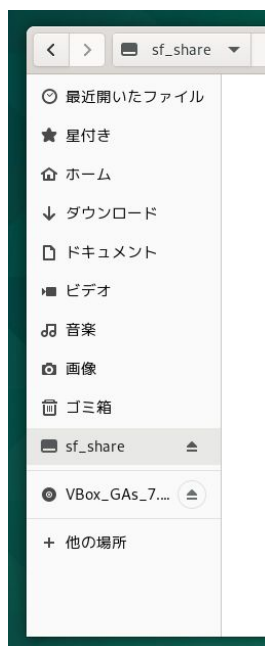 sf_share
最近開いたファイル
星付き
ホーム
ダウンロード
ドキュメント
ビデオ
音楽
画像
ゴミ箱
sf_share
VBox_GAs_7....
他の場所